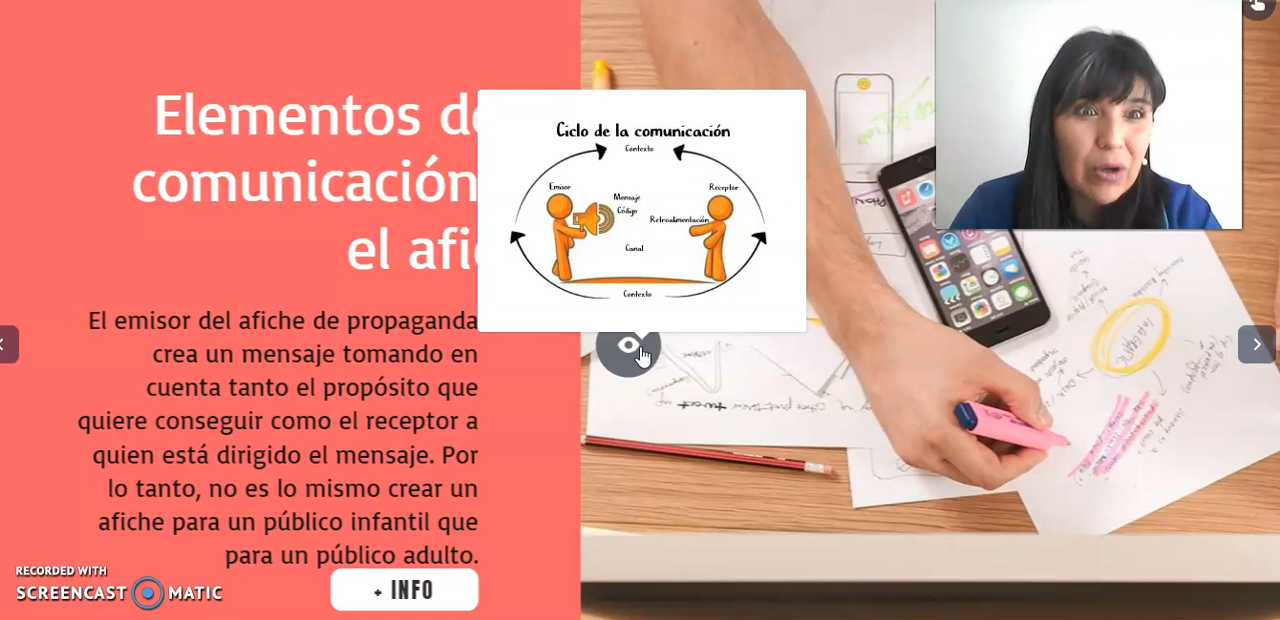 Elementos de
comunicación
el afi
El emisor del afiche de propaganda
crea un mensaje tomando en
cuenta tanto el propósito que
quiere conseguir como el receptor a
quien está dirigido el mensaje. Por
lo tanto, no es lo mismo crear un
afiche para un público infantil que
para un público adulto.
+ INFO
Ciclo de la comunicación
Contexto
Emisor
Receptor
Mensaje
Código
Retroalimentación
Canal
Contexto
RECORDED WITH
SCREENCAST MATIC